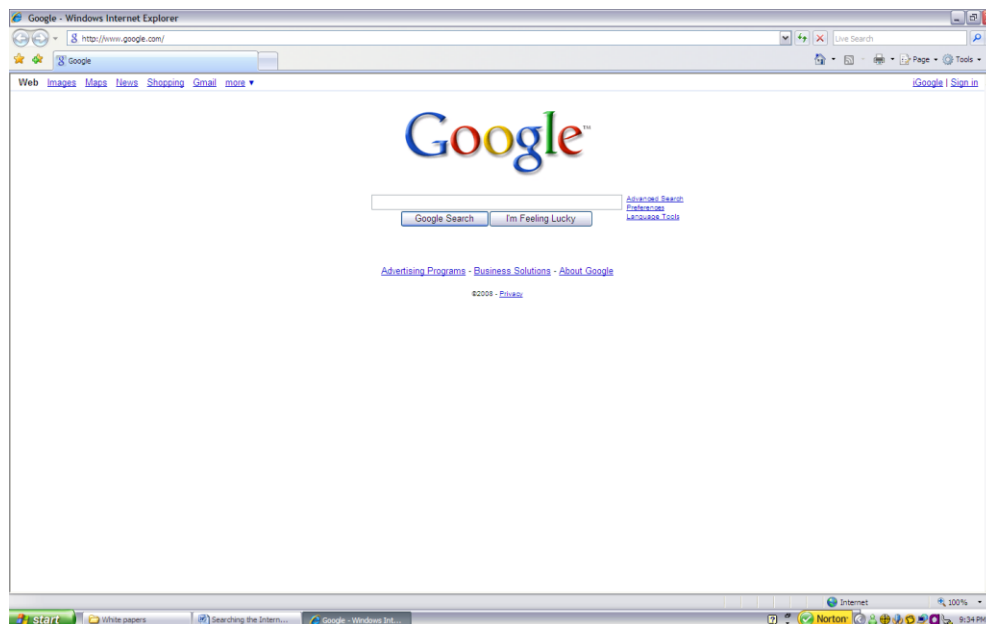 Google - Windows Internet Explorer
http://www.google.com/
Live Search
Google
Page
Tools
Web Images Maps News Shopping Gmail more ▼
iGoogle | Sign in
Google™
Advanced Search
Preferences
Language Tools
Google Search
I'm Feeling Lucky
Advertising Programs - Business Solutions - About Google
©2008 - Privacy
Internet
100%
start
White papers
Searching the Intern...
Google - Windows Int...
Norton
9:34 PM